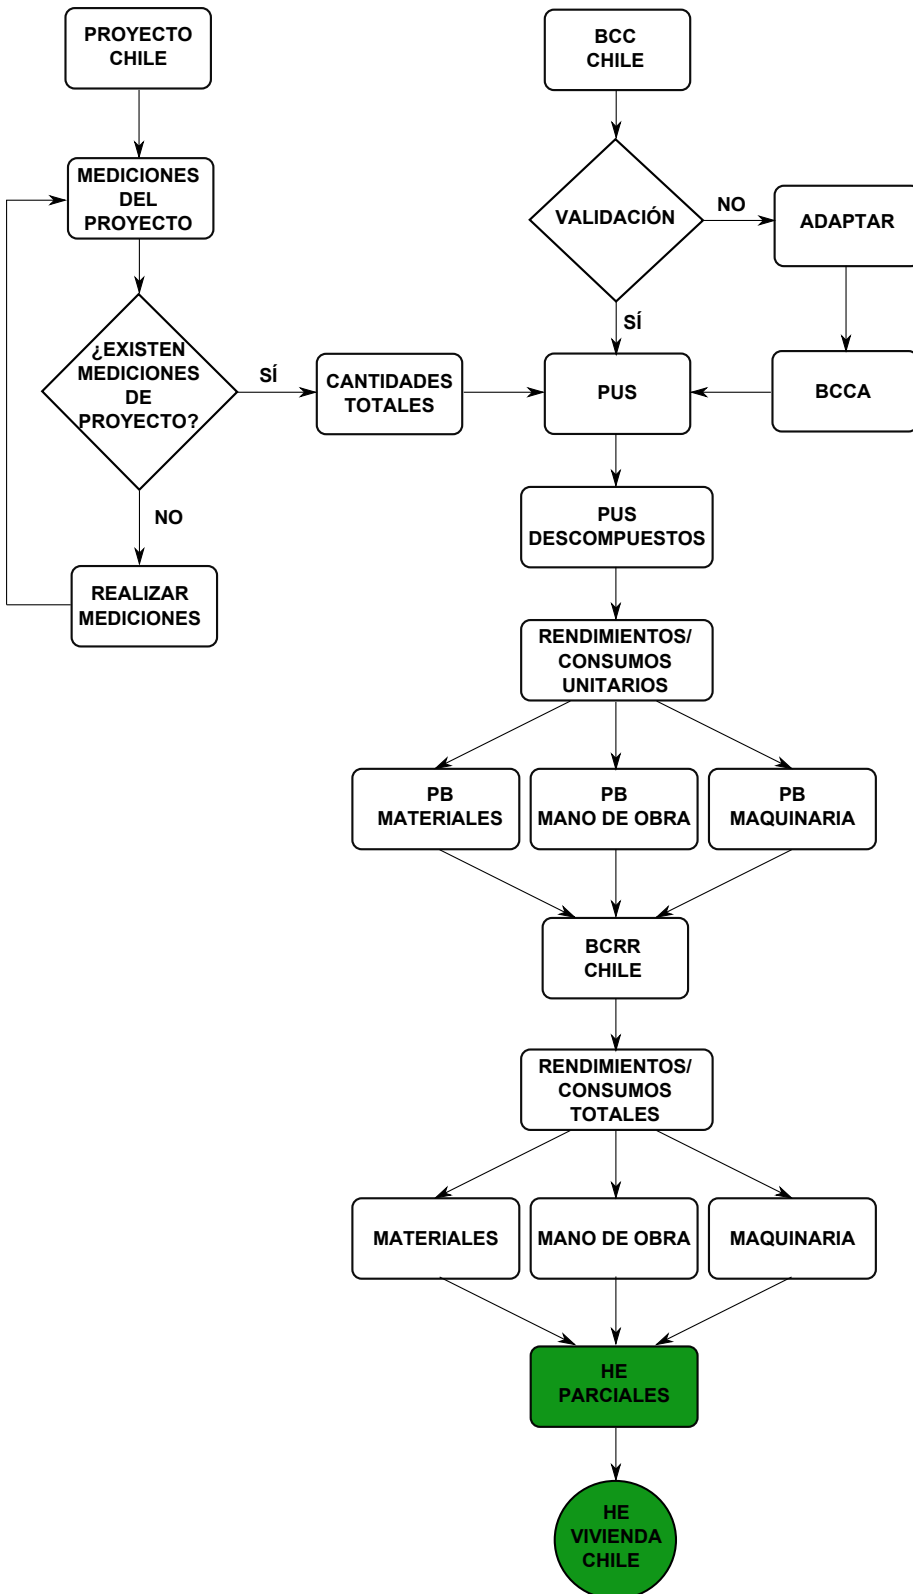 PROYECTO
CHILE
BCC
CHILE
MEDICIONES
DEL
PROYECTO
VALIDACIÓN
NO
ADAPTAR
SÍ
¿EXISTEN
MEDICIONES
DE
PROYECTO?
SÍ
CANTIDADES
TOTALES
PUS
BCCA
NO
PUS
DESCOMPUESTOS
REALIZAR
MEDICIONES
RENDIMIENTOS/
CONSUMOS
UNITARIOS
PB
MATERIALES
PB
MANO DE OBRA
PB
MAQUINARIA
BCRR
CHILE
RENDIMIENTOS/
CONSUMOS
TOTALES
MATERIALES
MANO DE OBRA
MAQUINARIA
HE
PARCIALES
HE
VIVIENDA
CHILE